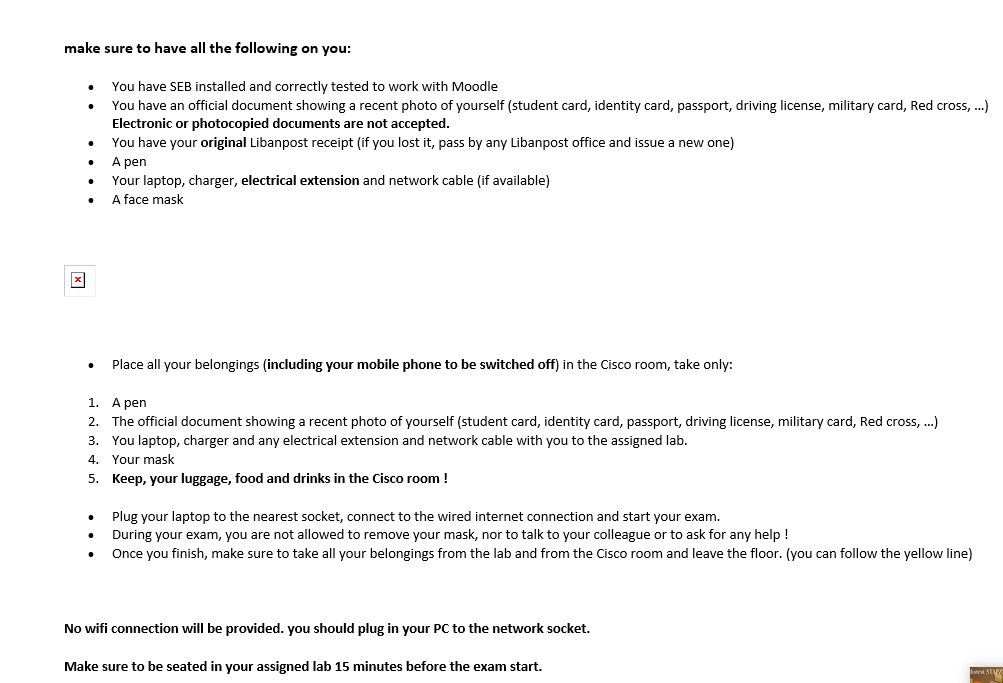 make sure to have all the following on you:
• You have SEB installed and correctly tested to work with Moodle
• You have an official document showing a recent photo of yourself (student card, identity card, passport, driving license, military card, Red cross, ...)
Electronic or photocopied documents are not accepted.
• You have your original Libanpost receipt (if you lost it, pass by any Libanpost office and issue a new one)
• A pen
• Your laptop, charger, electrical extension and network cable (if available)
• A face mask
• Place all your belongings (including your mobile phone to be switched off) in the Cisco room, take only:
1. A pen
2. The official document showing a recent photo of yourself (student card, identity card, passport, driving license, military card, Red cross, ...)
3. You laptop, charger and any electrical extension and network cable with you to the assigned lab.
4. Your mask
5. Keep, your luggage, food and drinks in the Cisco room !
• Plug your laptop to the nearest socket, connect to the wired internet connection and start your exam.
• During your exam, you are not allowed to remove your mask, nor to talk to your colleague or to ask for any help !
• Once you finish, make sure to take all your belongings from the lab and from the Cisco room and leave the floor. (you can follow the yellow line)
No wifi connection will be provided. you should plug in your PC to the network socket.
Make sure to be seated in your assigned lab 15 minutes before the exam start.